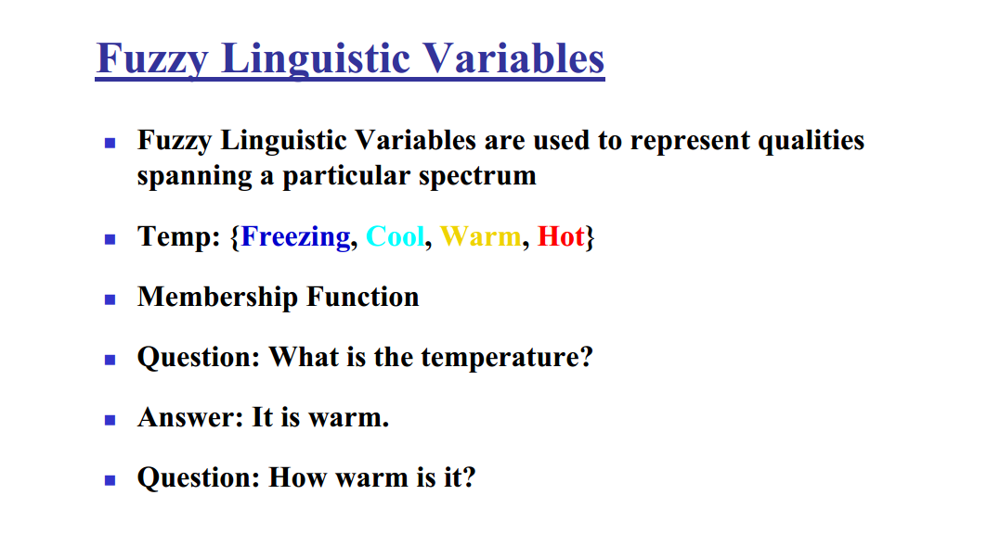 Fuzzy Linguistic Variables
Fuzzy Linguistic Variables are used to represent qualities
spanning a particular spectrum
Temp: {Freezing, Cool, Warm, Hot}
Membership Function
Question: What is the temperature?
Answer: It is warm.
Question: How warm is it?